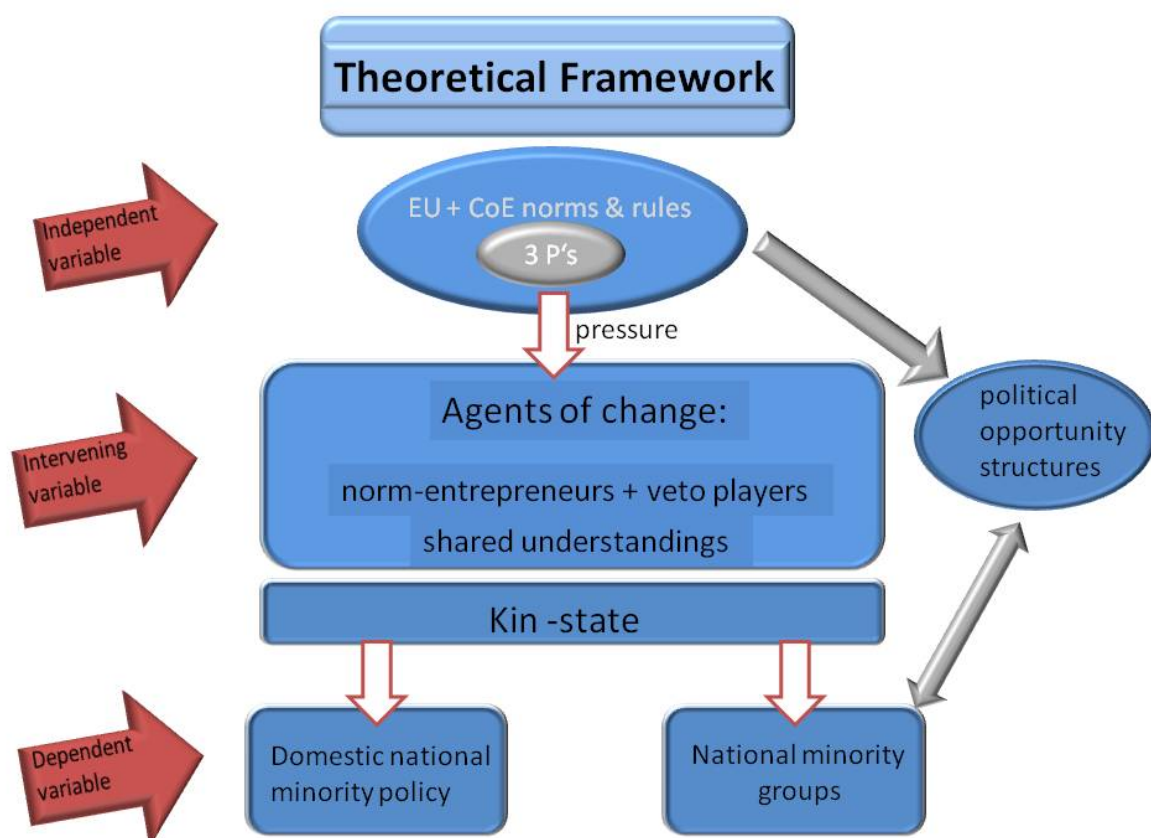 Theoretical Framework
Independent
variable
EU + CoE norms & rules
3 P‘s
pressure
Intervening
variable
Agents of change:
norm-entrepreneurs + veto players
shared understandings
political
opportunity
structures
Kin -state
Dependent
variable
Domestic national
minority policy
National minority
groups